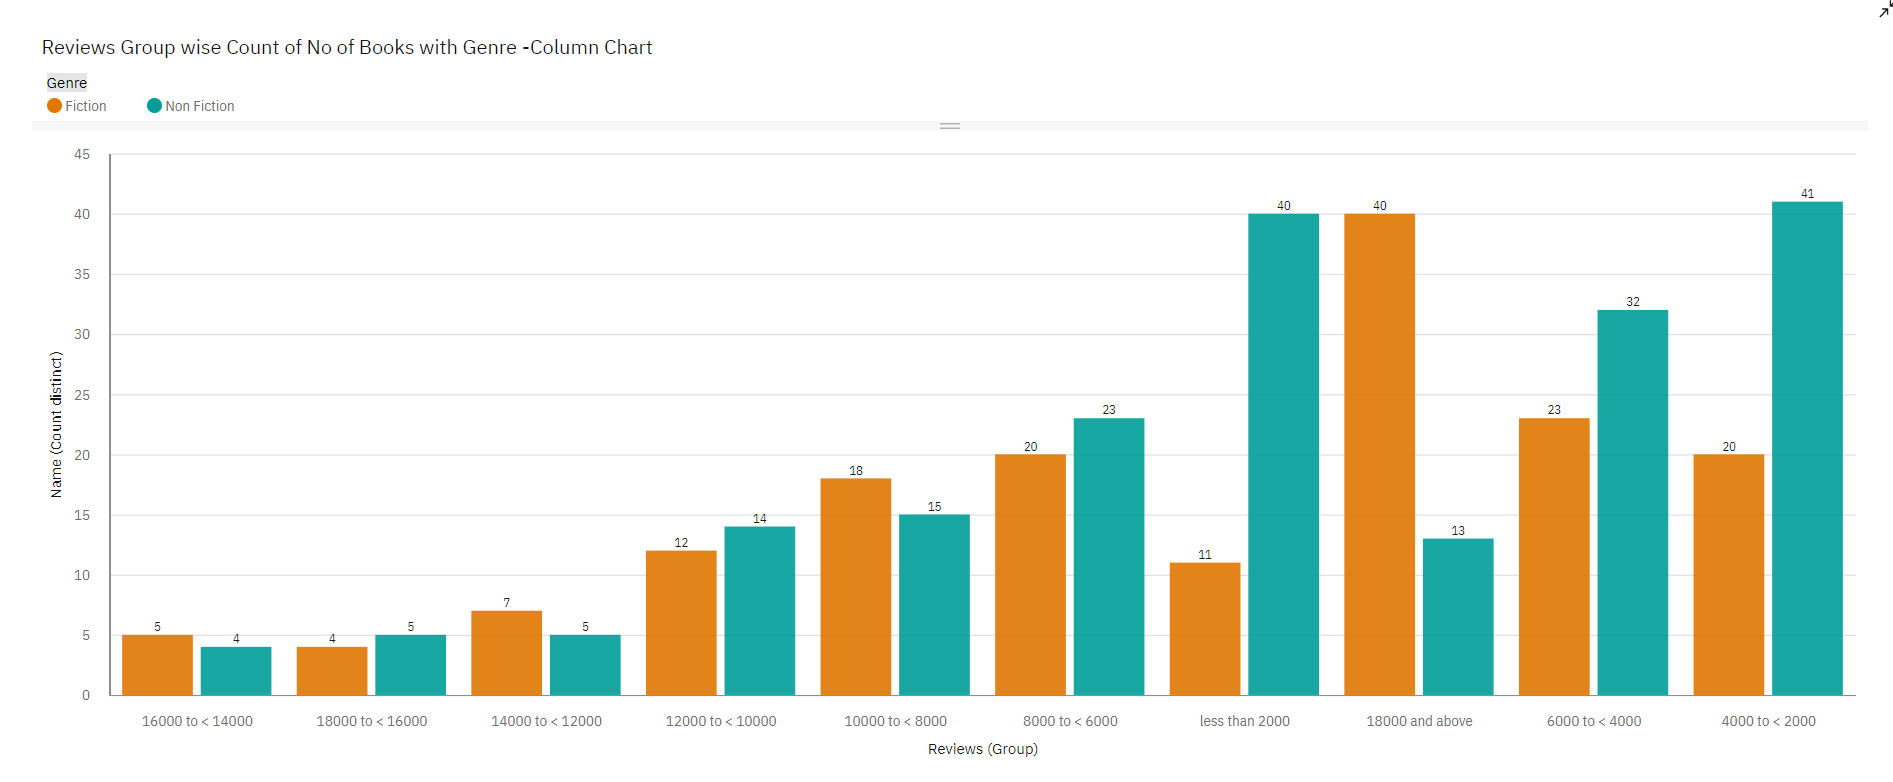 Reviews Group wise Count of No of Books with Genre -Column Chart
Genre
Fiction Non Fiction
45
40
35
30
25
20
15
10
5
0
Name (Count distinct)
5 4 4 5 7 5 12 14 18 15 20 23 11 40 40 13 23 32 20 41
16000 to < 14000 18000 to < 16000 14000 to < 12000 12000 to < 10000 10000 to < 8000 8000 to < 6000 less than 2000 18000 and above 6000 to < 4000 4000 to < 2000
Reviews (Group)